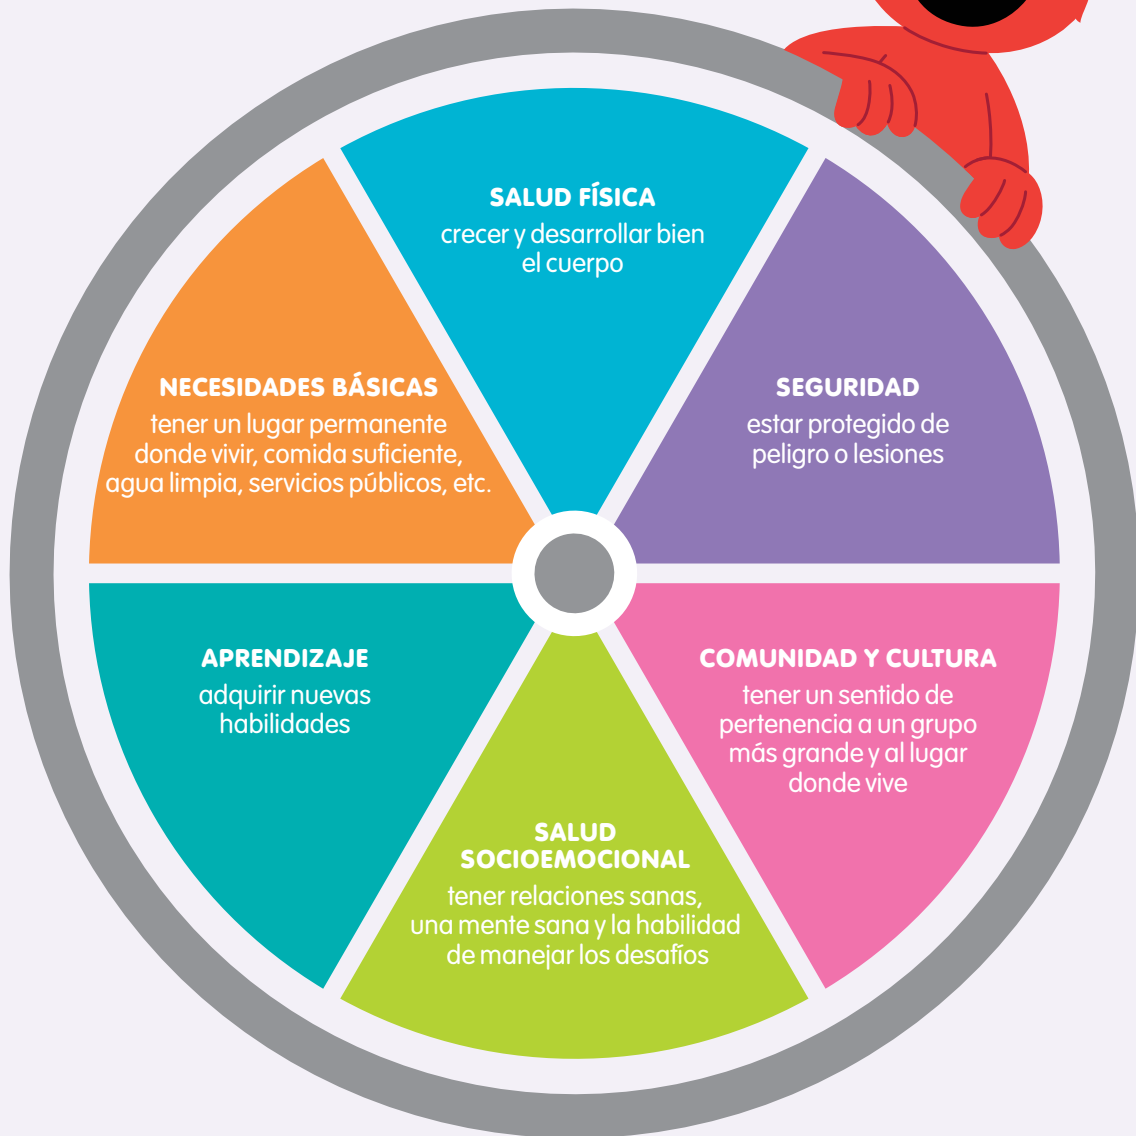 SALUD FÍSICA
crecer y desarrollar bien
el cuerpo
SEGURIDAD
estar protegido de
peligro o lesiones
COMUNIDAD Y CULTURA
tener un sentido de
pertenencia a un grupo
más grande y al lugar
donde vive
SALUD
SOCIOEMOCIONAL
tener relaciones sanas,
una mente sana y la habilidad
de manejar los desafíos
APRENDIZAJE
adquirir nuevas
habilidades
NECESIDADES BÁSICAS
tener un lugar permanente
donde vivir, comida suficiente,
agua limpia, servicios públicos, etc.